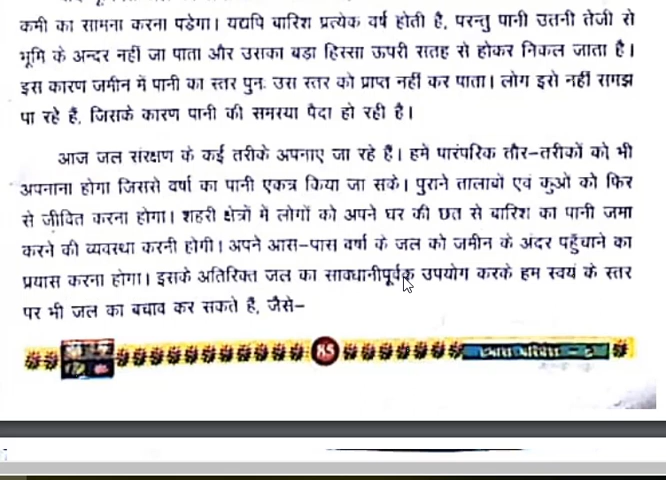 कमी का सामना करना पड़ेगा। यद्यपि बारिश प्रत्येक वर्ष होती है, परन्तु पानी उतनी तेजी से
भूमि के अन्दर नहीं जा पाता और उसका बड़ा हिस्सा ऊपरी सतह से होकर निकल जाता है।
इस कारण जमीन में पानी का स्तर पुनः उस स्तर को प्राप्त नहीं कर पाता। लोग इसे नहीं समझ
पा रहे हैं, जिसके कारण पानी की समस्या पैदा हो रही है।
आज जल संरक्षण के कई तरीके अपनाए जा रहे हैं। हमें पारंपरिक तौर-तरीकों को भी
अपनाना होगा जिससे वर्षा का पानी एकत्र किया जा सके। पुराने तालाबों एवं कुओं को फिर
से जीवित करना होगा। शहरी क्षेत्रों में लोगों को अपने घर की छत से बारिश का पानी जमा
करने की व्यवस्था करनी होगी। अपने आस-पास वर्षा के जल को जमीन के अंदर पहुँचाने का
प्रयास करना होगा। इसके अतिरिक्त जल का सावधानीपूर्वक उपयोग करके हम स्वयं के स्तर
पर भी जल का बचाव कर सकते हैं, जैसे-
85